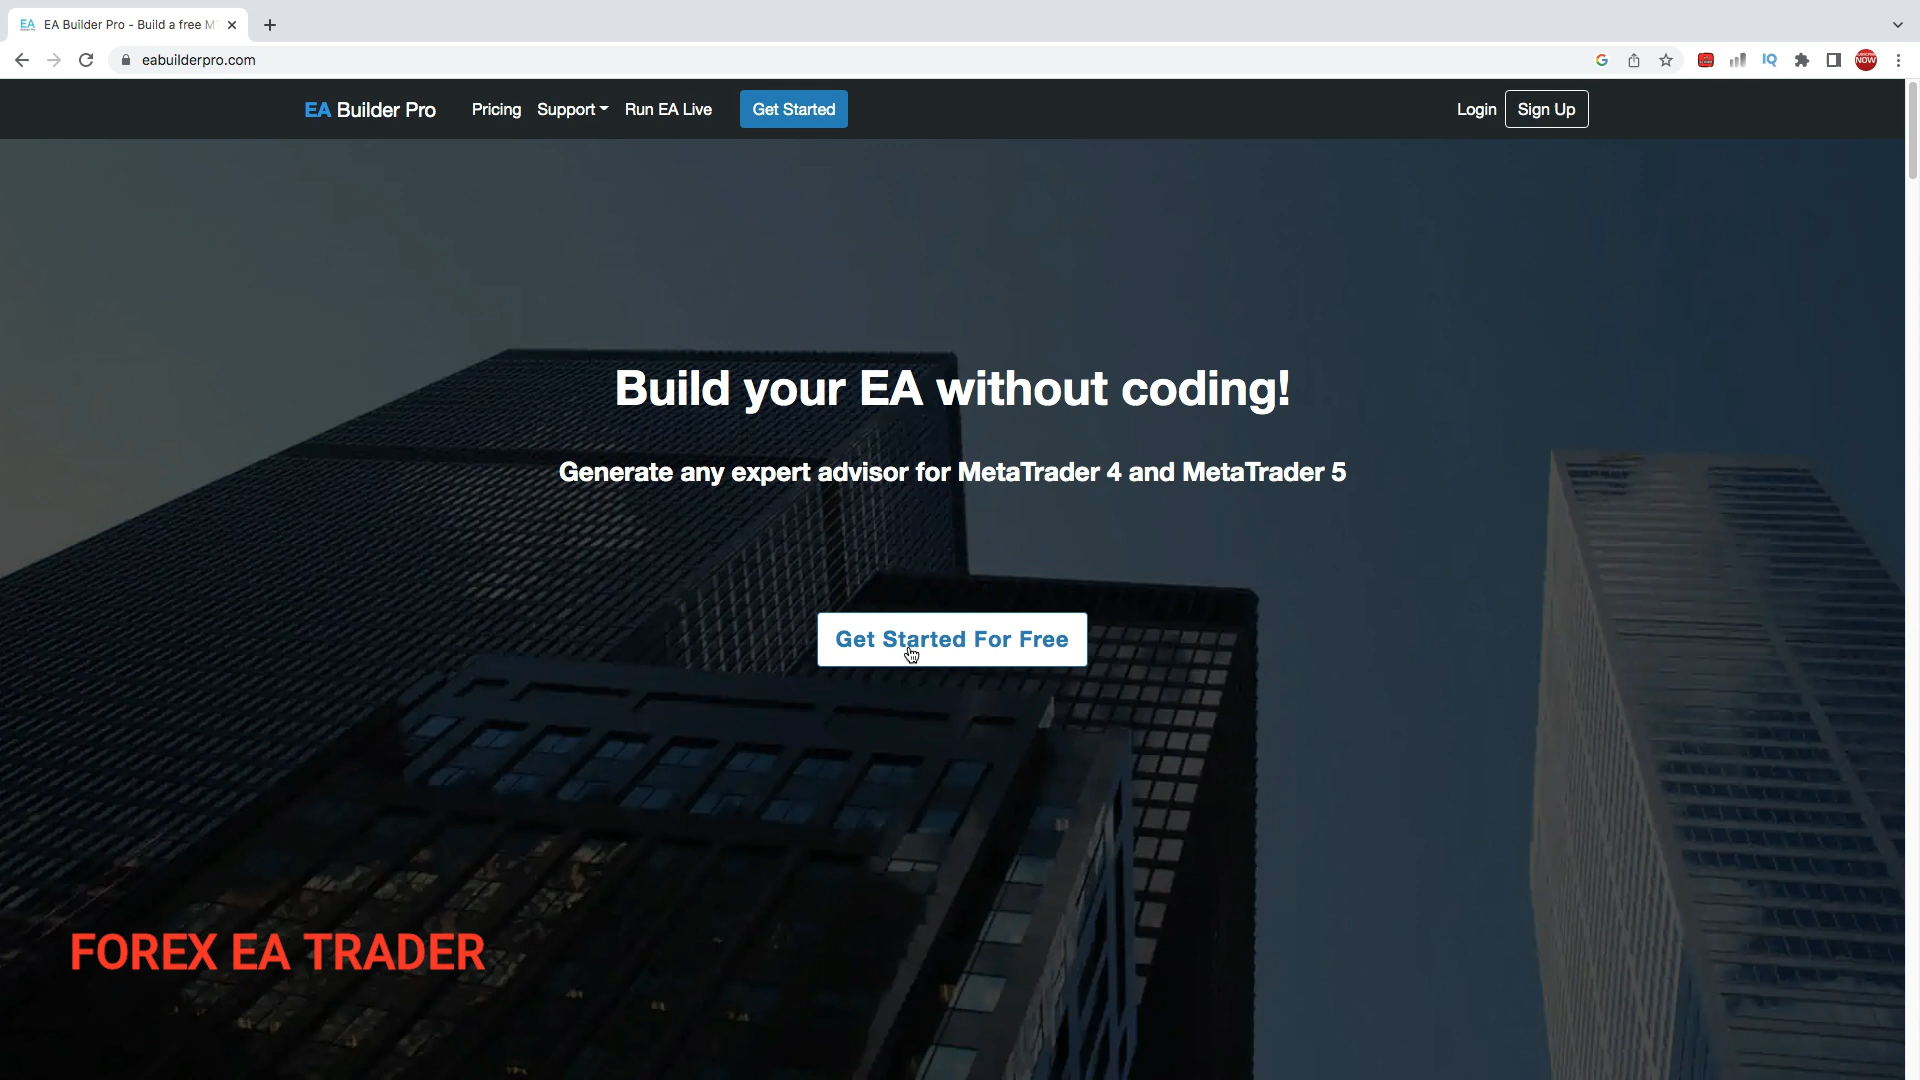 EA Builder Pro - Build a free M
eabuilderpro.com
IQ
NOW
EA Builder Pro
Pricing
Support
Run EA Live
Get Started
Login
Sign Up
Build your EA without coding!
Generate any expert advisor for MetaTrader 4 and MetaTrader 5
Get Started For Free
FOREX EA TRADER